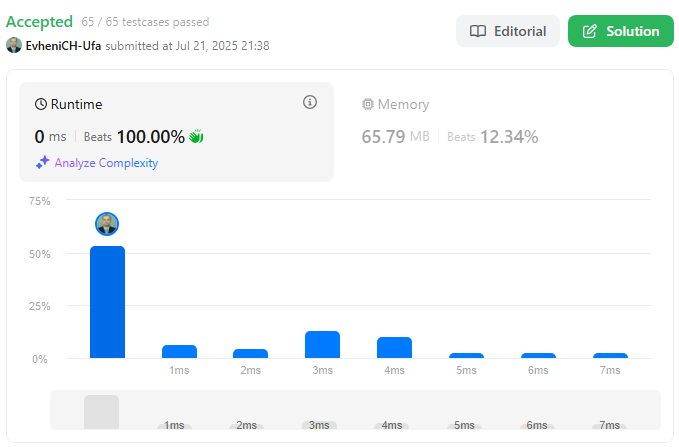 Accepted 65 / 65 testcases passed
EvheniCH-Ufa submitted at Jul 21, 2025 21:38
Editorial
Solution
Runtime
0 ms | Beats 100.00%
Analyze Complexity
Memory
65.79 MB | Beats 12.34%
75%
50%
25%
0%
1ms 2ms 3ms 4ms 5ms 6ms 7ms
1ms 2ms 3ms 4ms 5ms 6ms 7ms